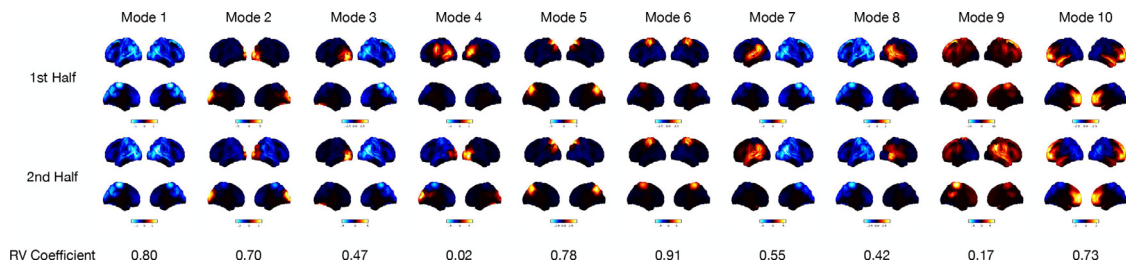 Mode 1 Mode 2 Mode 3 Mode 4 Mode 5 Mode 6 Mode 7 Mode 8 Mode 9 Mode 10
1st Half
2nd Half
RV Coefficient 0.80 0.70 0.47 0.02 0.78 0.91 0.55 0.42 0.17 0.73